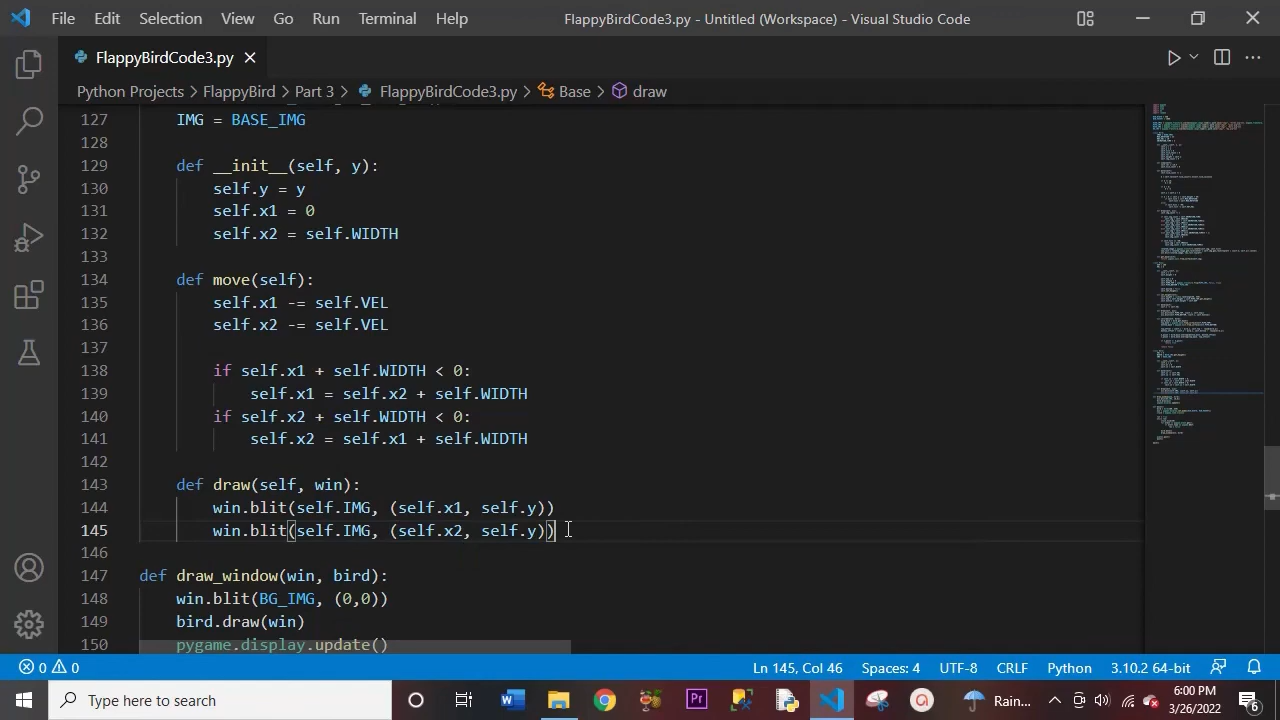 File Edit Selection View Go Run Terminal Help FlappyBirdCode3.py - Untitled (Workspace) - Visual Studio Code
FlappyBirdCode3.py
Python Projects > FlappyBird > Part 3 > FlappyBirdCode3.py > Base > draw
127 IMG = BASE_IMG
128
129 def __init__(self, y):
130 self.y = y
131 self.x1 = 0
132 self.x2 = self.WIDTH
133
134 def move(self):
135 self.x1 -= self.VEL
136 self.x2 -= self.VEL
137
138 if self.x1 + self.WIDTH < 0:
139 self.x1 = self.x2 + self.WIDTH
140 if self.x2 + self.WIDTH < 0:
141 self.x2 = self.x1 + self.WIDTH
142
143 def draw(self, win):
144 win.blit(self.IMG, (self.x1, self.y))
145 win.blit(self.IMG, (self.x2, self.y))
146
147 def draw_window(win, bird):
148 win.blit(BG_IMG, (0,0))
149 bird.draw(win)
150 pygame.display.update()
0 0 Ln 145, Col 46 Spaces: 4 UTF-8 CRLF Python 3.10.2 64-bit
Type here to search Rain... 6:00 PM
3/26/2022
6